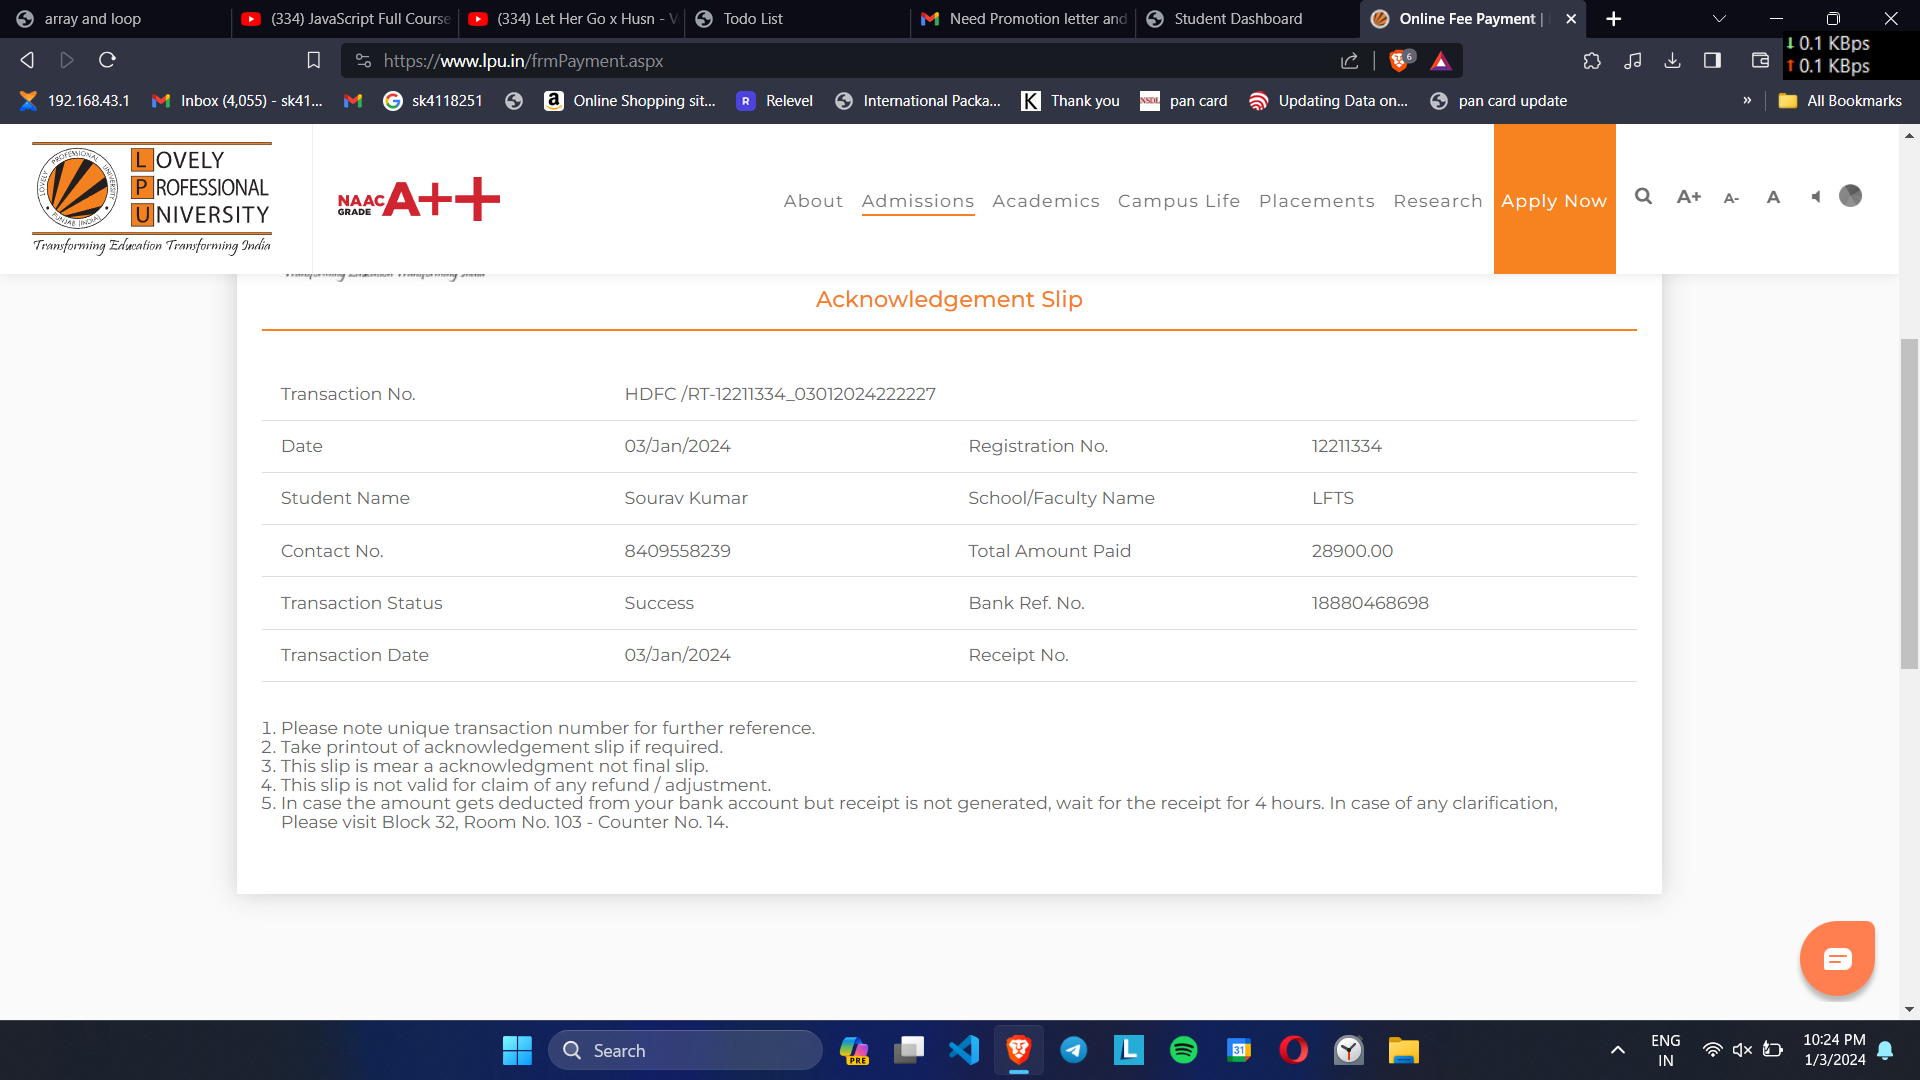 array and loop
(334) JavaScript Full Course
(334) Let Her Go x Husn - V
Todo List
Need Promotion letter and
Student Dashboard
Online Fee Payment |
https://www.lpu.in/frmPayment.aspx
6
0.1 KBps
0.1 KBps
192.168.43.1
Inbox (4,055) - sk41...
sk4118251
Online Shopping sit...
Relevel
International Packa...
Thank you
pan card
Updating Data on...
pan card update
»
All Bookmarks
LOVELY
PROFESSIONAL
UNIVERSITY
Transforming Education Transforming India
NAAC
GRADE
A++
About
Admissions
Academics
Campus Life
Placements
Research
Apply Now
A+
A-
A
Transforming Education Transforming India
Acknowledgement Slip
Transaction No. HDFC /RT-12211334_03012024222227
Date 03/Jan/2024 Registration No. 12211334
Student Name Sourav Kumar School/Faculty Name LFTS
Contact No. 8409558239 Total Amount Paid 28900.00
Transaction Status Success Bank Ref. No. 18880468698
Transaction Date 03/Jan/2024 Receipt No.
1. Please note unique transaction number for further reference.
2. Take printout of acknowledgement slip if required.
3. This slip is mear a acknowledgment not final slip.
4. This slip is not valid for claim of any refund / adjustment.
5. In case the amount gets deducted from your bank account but receipt is not generated, wait for the receipt for 4 hours. In case of any clarification,
Please visit Block 32, Room No. 103 - Counter No. 14.
Search
PRE
L
31
ENG
IN
10:24 PM
1/3/2024